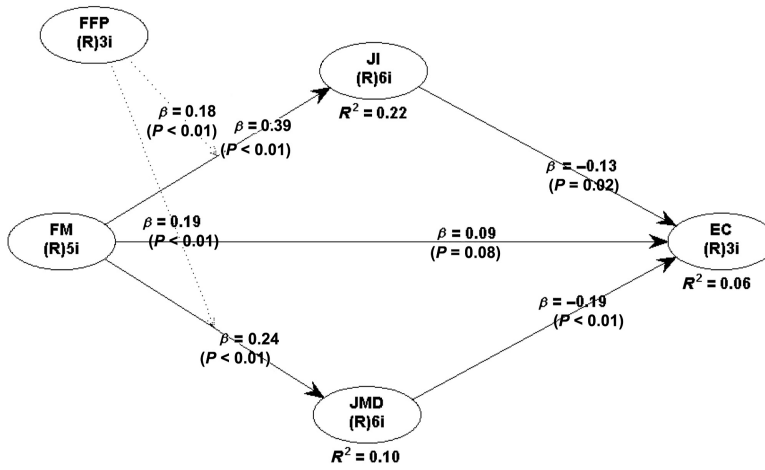 FFP
(R)3i
JI
(R)6i
R² = 0.22
β = 0.18
(P < 0.01)
β = 0.39
(P < 0.01)
β = −0.13
(P = 0.02)
FM
(R)5i
β = 0.19
(P < 0.01)
β = 0.09
(P = 0.08)
EC
(R)3i
R² = 0.06
β = −0.19
(P < 0.01)
β = 0.24
(P < 0.01)
JMD
(R)6i
R² = 0.10